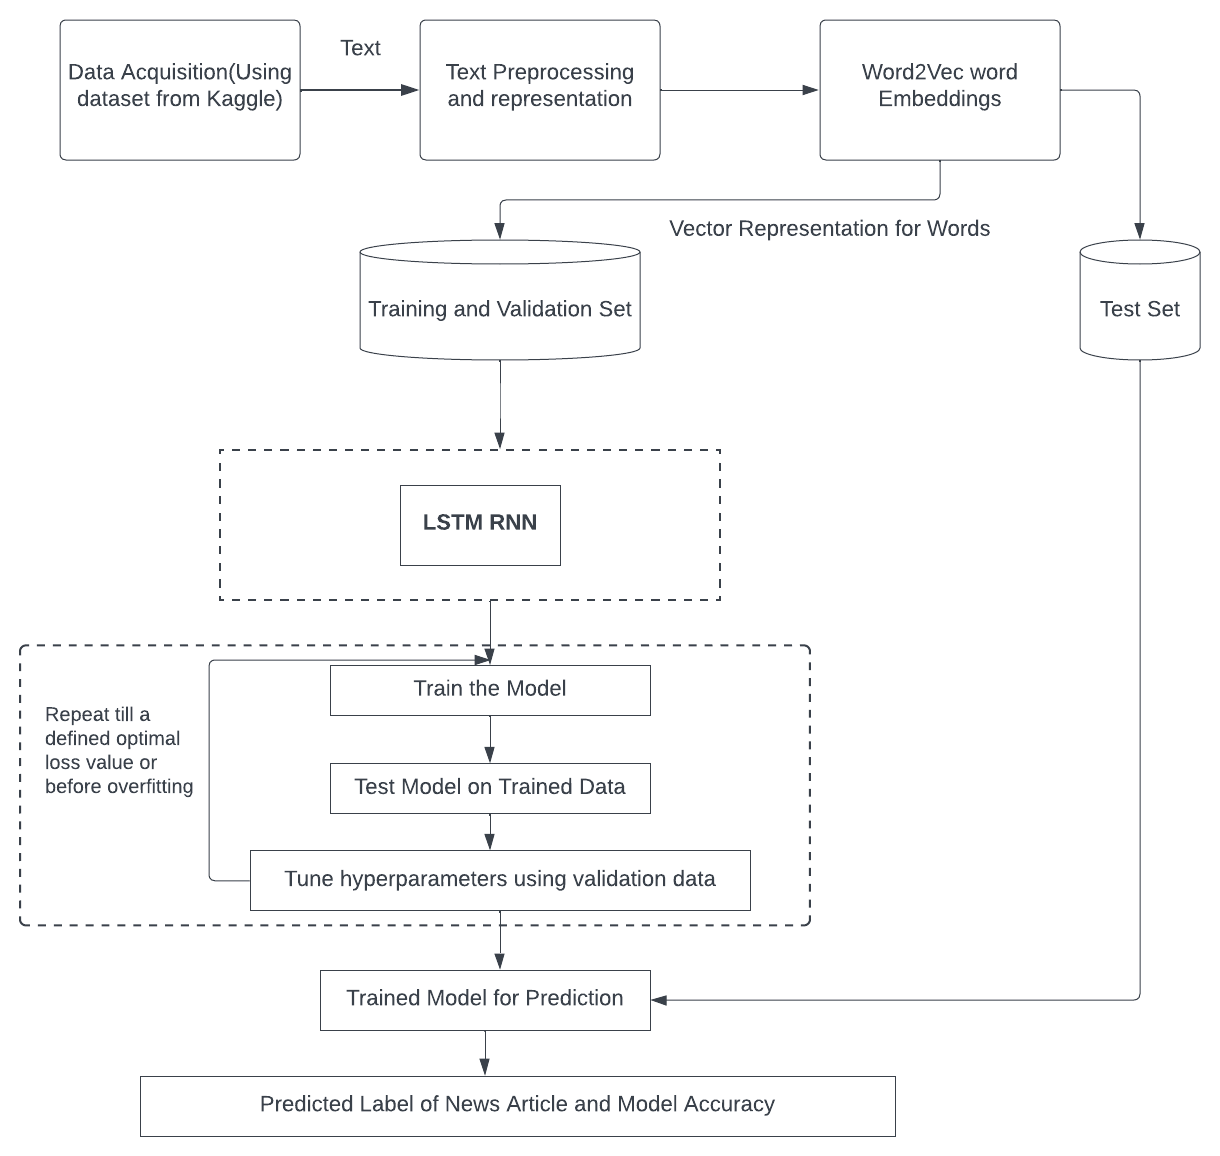 Data Acquisition(Using
dataset from Kaggle)
Text
Text Preprocessing
and representation
Word2Vec word
Embeddings
Vector Representation for Words
Training and Validation Set
Test Set
LSTM RNN
Repeat till a
defined optimal
loss value or
before overfitting
Train the Model
Test Model on Trained Data
Tune hyperparameters using validation data
Trained Model for Prediction
Predicted Label of News Article and Model Accuracy